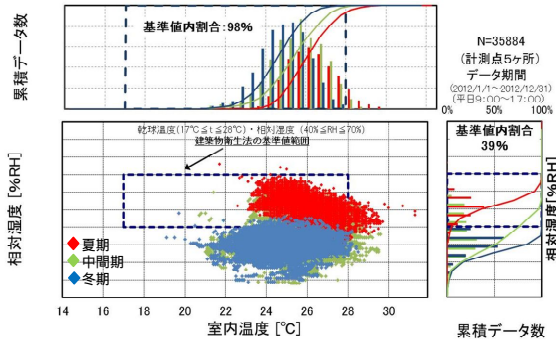 累積データ数
基準値内割合:98%
N=35884
(計測点5ヶ所)
データ期間
(2012/1/1~2012/12/31)
(平日9:00~17:00)
0% 100%
乾球温度(17℃≦t≦28℃)・相対湿度(40%≦RH≦70%)
建築物衛生法の基準値範囲
基準値内割合
39%
相対湿度[%RH]
相対湿度[%RH]
夏期
中間期
冬期
14 16 18 20 22 24 26 28 30
室内温度[℃]
累積データ数